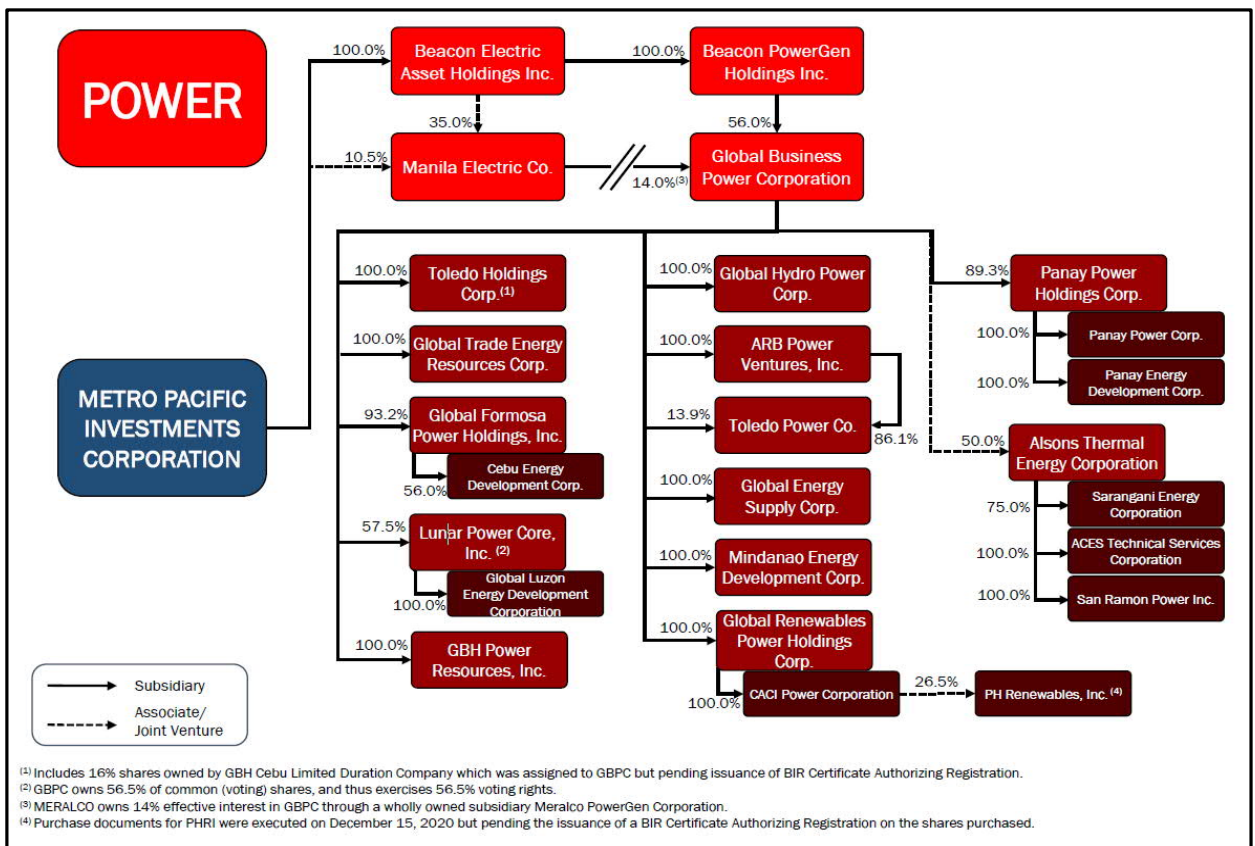 POWER
100.0%
Beacon Electric
Asset Holdings Inc.
100.0%
Beacon PowerGen
Holdings Inc.
35.0%
56.0%
10.5%
Manila Electric Co.
14.0%(3)
Global Business
Power Corporation
METRO PACIFIC
INVESTMENTS
CORPORATION
100.0%
Toledo Holdings
Corp.(1)
100.0%
Global Trade Energy
Resources Corp.
93.2%
Global Formosa
Power Holdings, Inc.
56.0%
Cebu Energy
Development Corp.
57.5%
Lunar Power Core,
Inc. (2)
100.0%
Global Luzon
Energy Development
Corporation
100.0%
GBH Power
Resources, Inc.
100.0%
Global Hydro Power
Corp.
100.0%
ARB Power
Ventures, Inc.
13.9%
Toledo Power Co.
86.1%
100.0%
Global Energy
Supply Corp.
100.0%
Mindanao Energy
Development Corp.
100.0%
Global Renewables
Power Holdings
Corp.
100.0%
CACI Power Corporation
26.5%
PH Renewables, Inc. (4)
89.3%
Panay Power
Holdings Corp.
100.0%
Panay Power Corp.
100.0%
Panay Energy
Development Corp.
50.0%
Alsons Thermal
Energy Corporation
75.0%
Sarangani Energy
Corporation
100.0%
ACES Technical Services
Corporation
100.0%
San Ramon Power Inc.
Subsidiary
Associate/
Joint Venture
(1) Includes 16% shares owned by GBH Cebu Limited Duration Company which was assigned to GBPC but pending issuance of BIR Certificate Authorizing Registration.
(2) GBPC owns 56.5% of common (voting) shares, and thus exercises 56.5% voting rights.
(3) MERALCO owns 14% effective interest in GBPC through a wholly owned subsidiary Meralco PowerGen Corporation.
(4) Purchase documents for PHRI were executed on December 15, 2020 but pending the issuance of a BIR Certificate Authorizing Registration on the shares purchased.